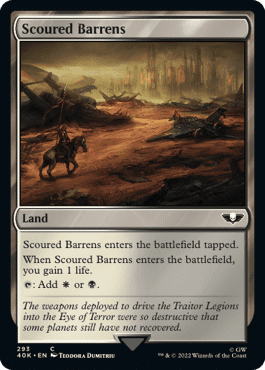 Scoured Barrens
Land
Scoured Barrens enters the battlefield tapped.
When Scoured Barrens enters the battlefield,
you gain 1 life.
: Add or .
The weapons deployed to drive the Traitor Legions
into the Eye of Terror were so destructive that
some planets still have not recovered.
293 C
40K • EN TEODORA DUMITRIU
© GW
™ & © 2022 Wizards of the Coast